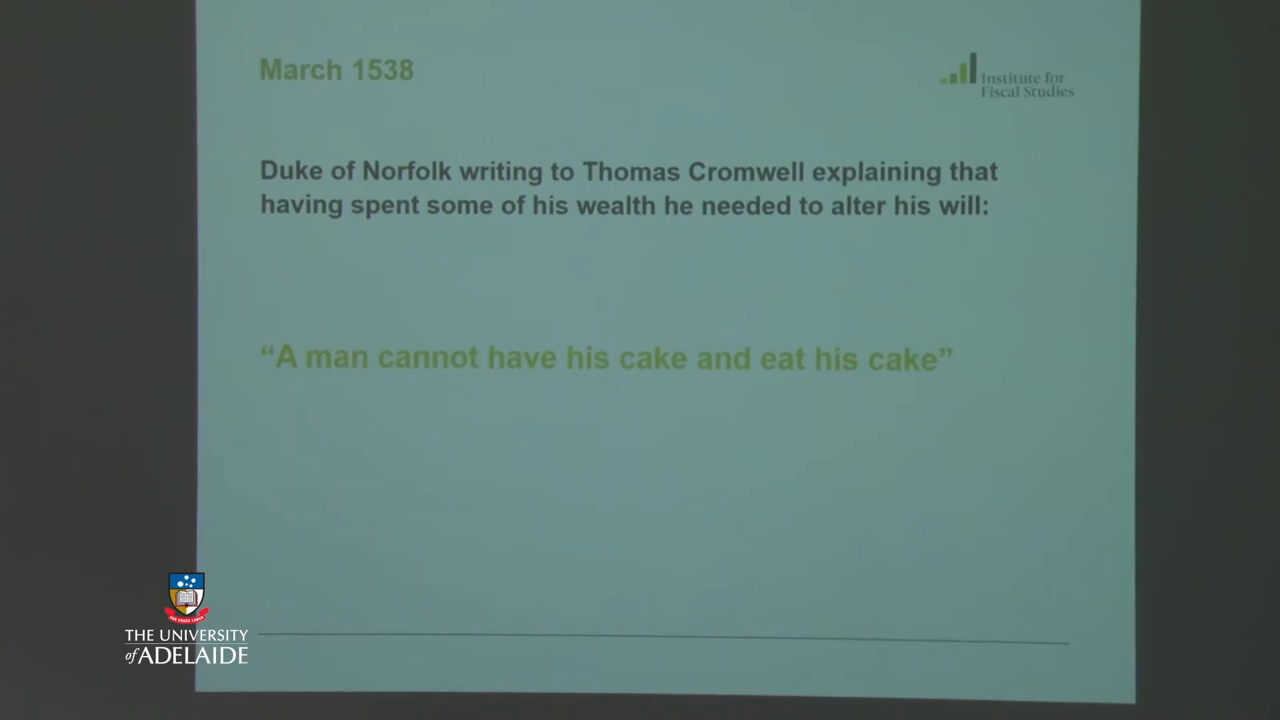 March 1538
Institute for
Fiscal Studies
Duke of Norfolk writing to Thomas Cromwell explaining that
having spent some of his wealth he needed to alter his will:
“A man cannot have his cake and eat his cake”
THE UNIVERSITY
of ADELAIDE